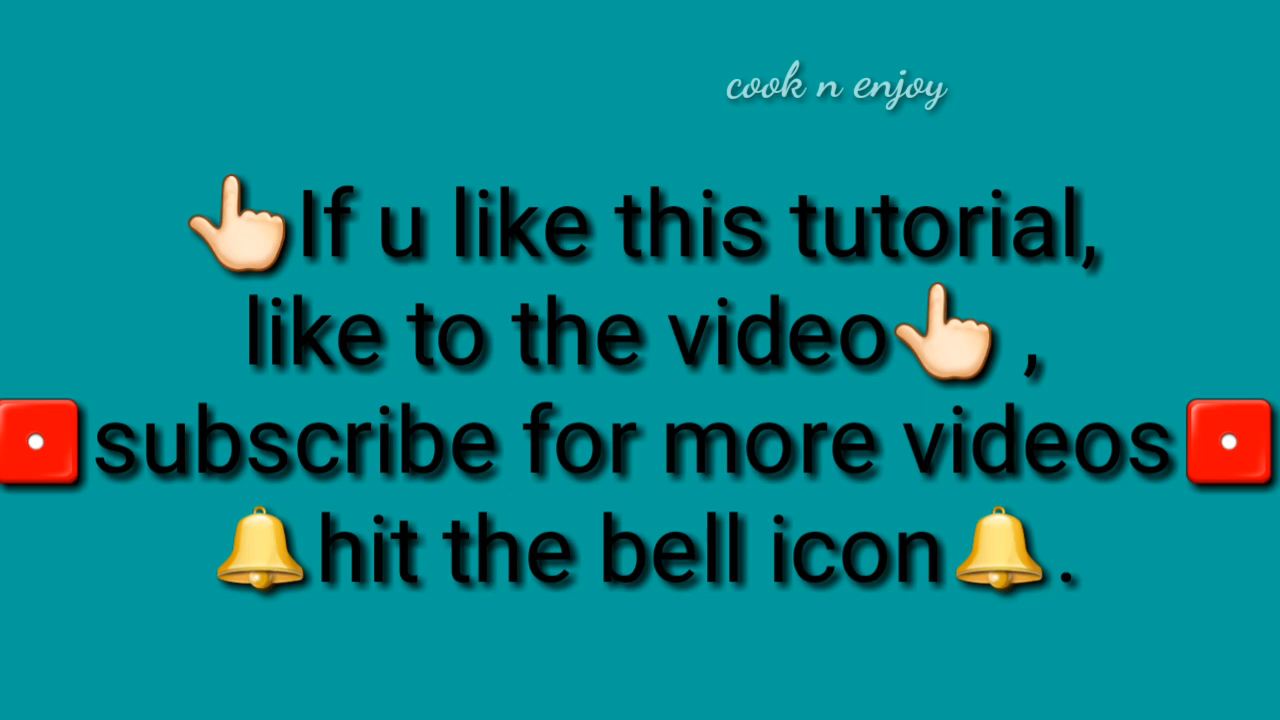 cook n enjoy
👆🏻If u like this tutorial,
like to the video👆🏻 ,
subscribe for more videos
🔔hit the bell icon🔔.